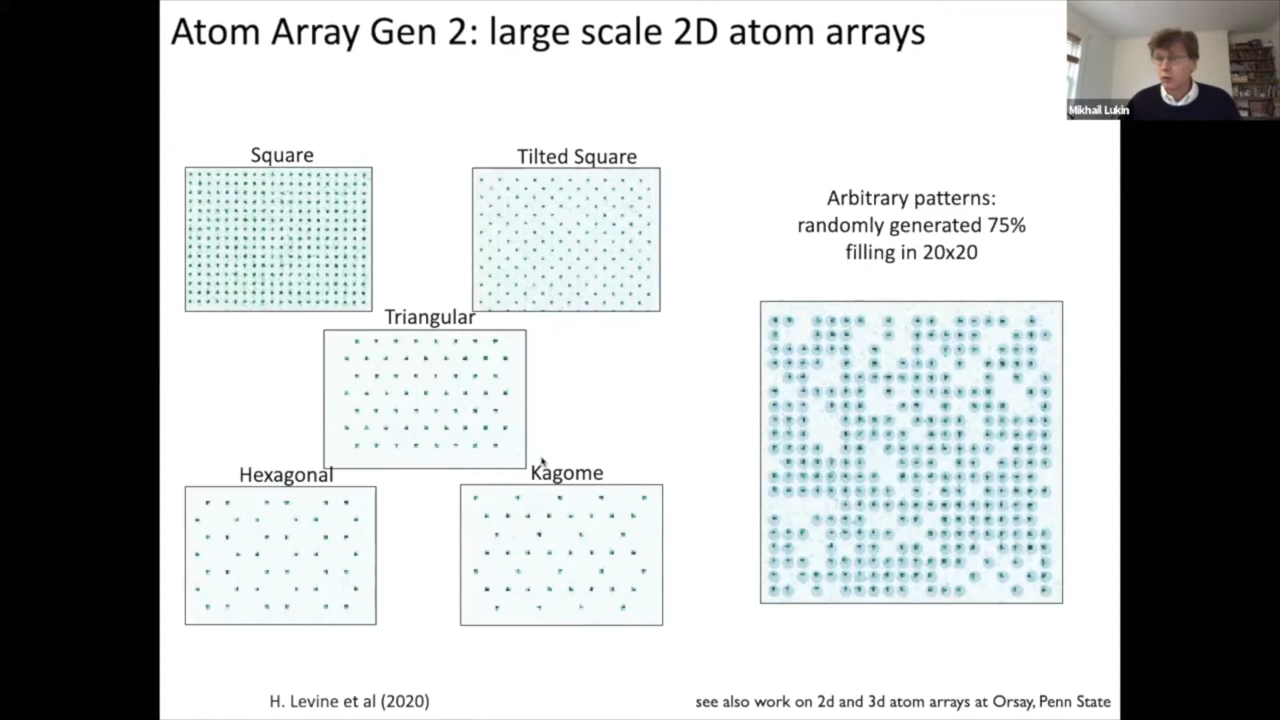 Atom Array Gen 2: large scale 2D atom arrays
Mikhail Lukin
Square
Tilted Square
Arbitrary patterns:
randomly generated 75%
filling in 20x20
Triangular
Hexagonal
Kagome
H. Levine et al (2020)
see also work on 2d and 3d atom arrays at Orsay, Penn State